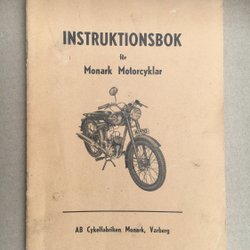 INSTRUKTIONSBOK
för
Monark Motorcyklar
AB Cykelfabriken Monark, Varberg